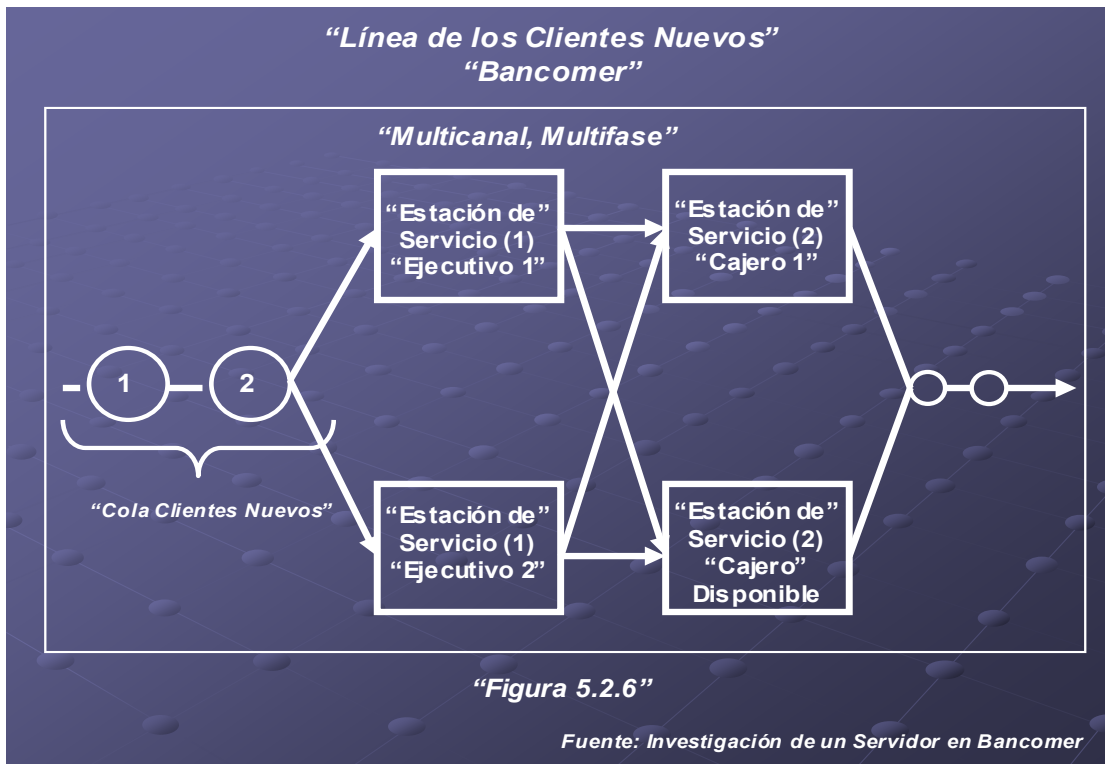 “Línea de los Clientes Nuevos”
“Bancomer”
“Multicanal, Multifase”
“Estación de”
Servicio (1)
“Ejecutivo 1”
“Estación de”
Servicio (2)
“Cajero 1”
1
2
“Cola Clientes Nuevos”
“Estación de”
Servicio (1)
“Ejecutivo 2”
“Estación de”
Servicio (2)
“Cajero”
Disponible
“Figura 5.2.6”
Fuente: Investigación de un Servidor en Bancomer